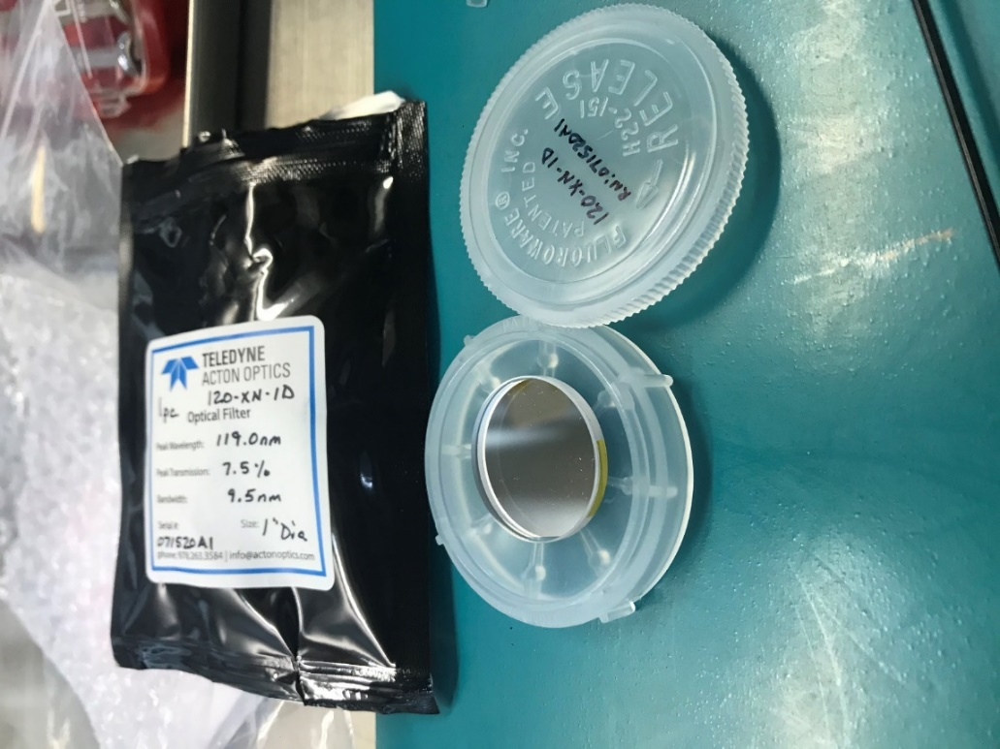 TELEDYNE
ACTON OPTICS
1pc 120-XN-1D
Optical Filter
Peak Wavelength: 119.0nm
Peak Transmission: 7.5%
Bandwidth: 9.5nm
Serial #: Size: 1" Dia
071520A1
phone: 978.263.3584 | info@actonoptics.com
FLUOROWARE® INC.
PATENTED
120-XN-1D
RN:071520A1
H22-151
RELEASE